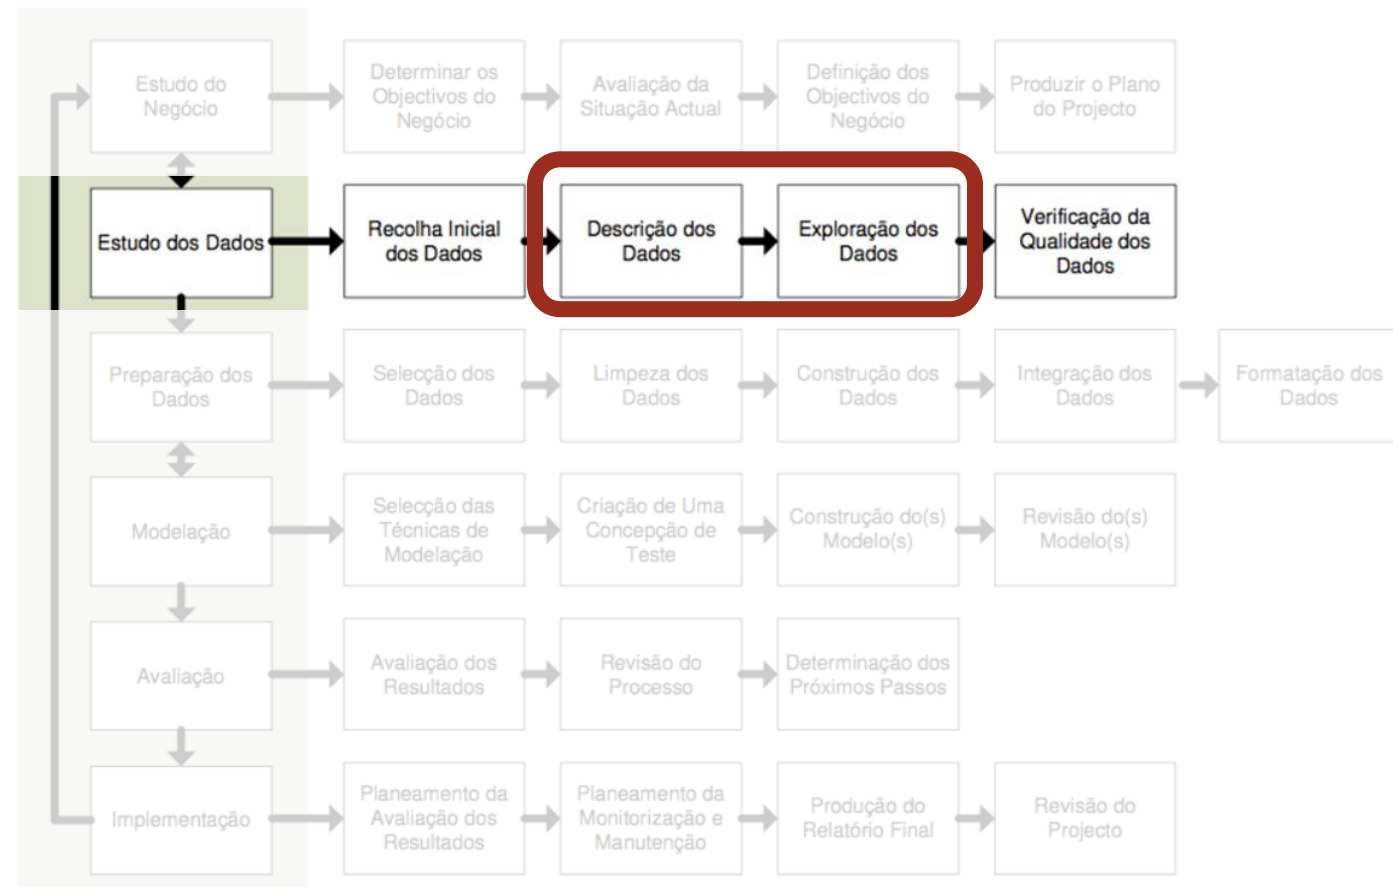 Estudo do
Negócio
Determinar os
Objectivos do
Negócio
Avaliação da
Situação Actual
Definição dos
Objectivos do
Negócio
Produzir o Plano
do Projecto
Estudo dos Dados
Recolha Inicial
dos Dados
Descrição dos
Dados
Exploração dos
Dados
Verificação da
Qualidade dos
Dados
Preparação dos
Dados
Selecção dos
Dados
Limpeza dos
Dados
Construção dos
Dados
Integração dos
Dados
Formatação dos
Dados
Modelação
Selecção das
Técnicas de
Modelação
Criação de Uma
Concepção de
Teste
Construção do(s)
Modelo(s)
Revisão do(s)
Modelo(s)
Avaliação
Avaliação dos
Resultados
Revisão do
Processo
Determinação dos
Próximos Passos
Implementação
Planeamento da
Avaliação dos
Resultados
Planeamento da
Monitorização e
Manutenção
Produção do
Relatório Final
Revisão do
Projecto